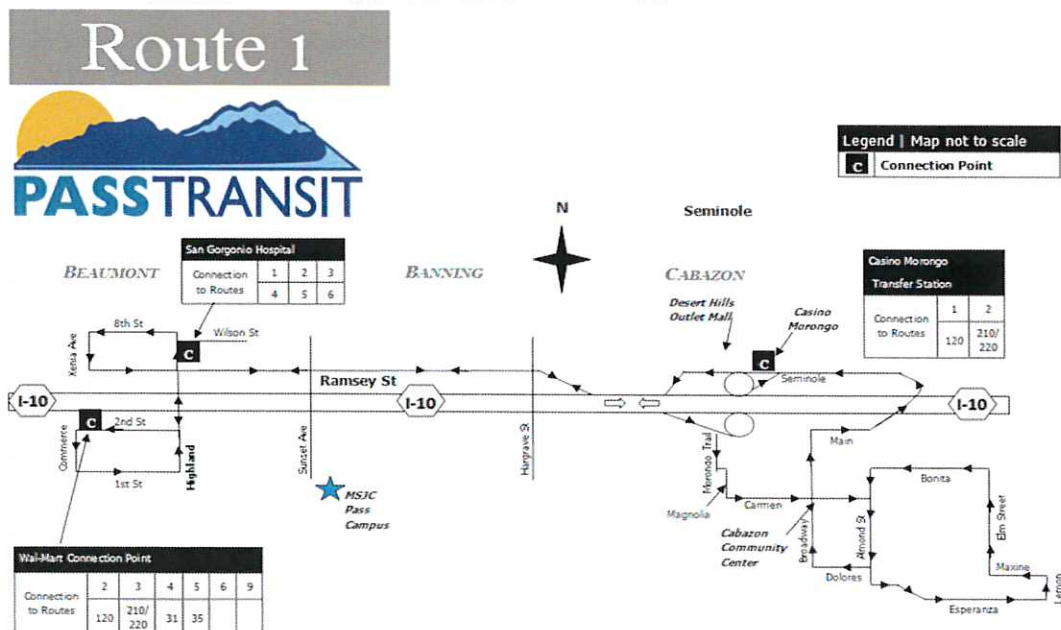 Route 1
PASSTRANSIT
Legend | Map not to scale
C Connection Point
N
Seminole
BEAUMONT
BANNING
CABAZON
San Gorgonio Hospital
Connection to Routes
1 2 3
4 5 6
Casino Morongo
Transfer Station
Connection to Routes
1 2
120 210/220
Desert Hills
Outlet Mall
Casino
Morongo
8th St
Wilson St
Xenia Ave
C
C
Ramsey St
Seminole
I-10
I-10
I-10
C
2nd St
Commerce
1st St
Highland
Sunset Ave
Hargrave St
MSJC
Pass
Campus
Main
Morongo Trail
Magnolia
Carmen
Bonita
Broadway
Almond St
Elm Street
Cabazon
Community
Center
Dolores
Maxine
Lemon
Esperanza
Wal-Mart Connection Point
Connection to Routes
2 3 4 5 6 9
120 210/220 31 35